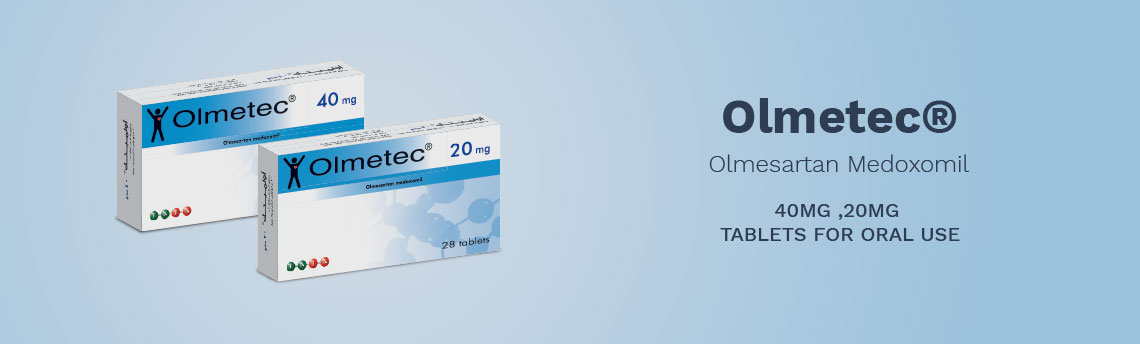 Olmetec®
40 mg
Olmesartan medoxomil
Olmetec®
20 mg
Olmesartan medoxomil
28 tablets
Olmetec®
Olmesartan Medoxomil
40MG ,20MG
TABLETS FOR ORAL USE